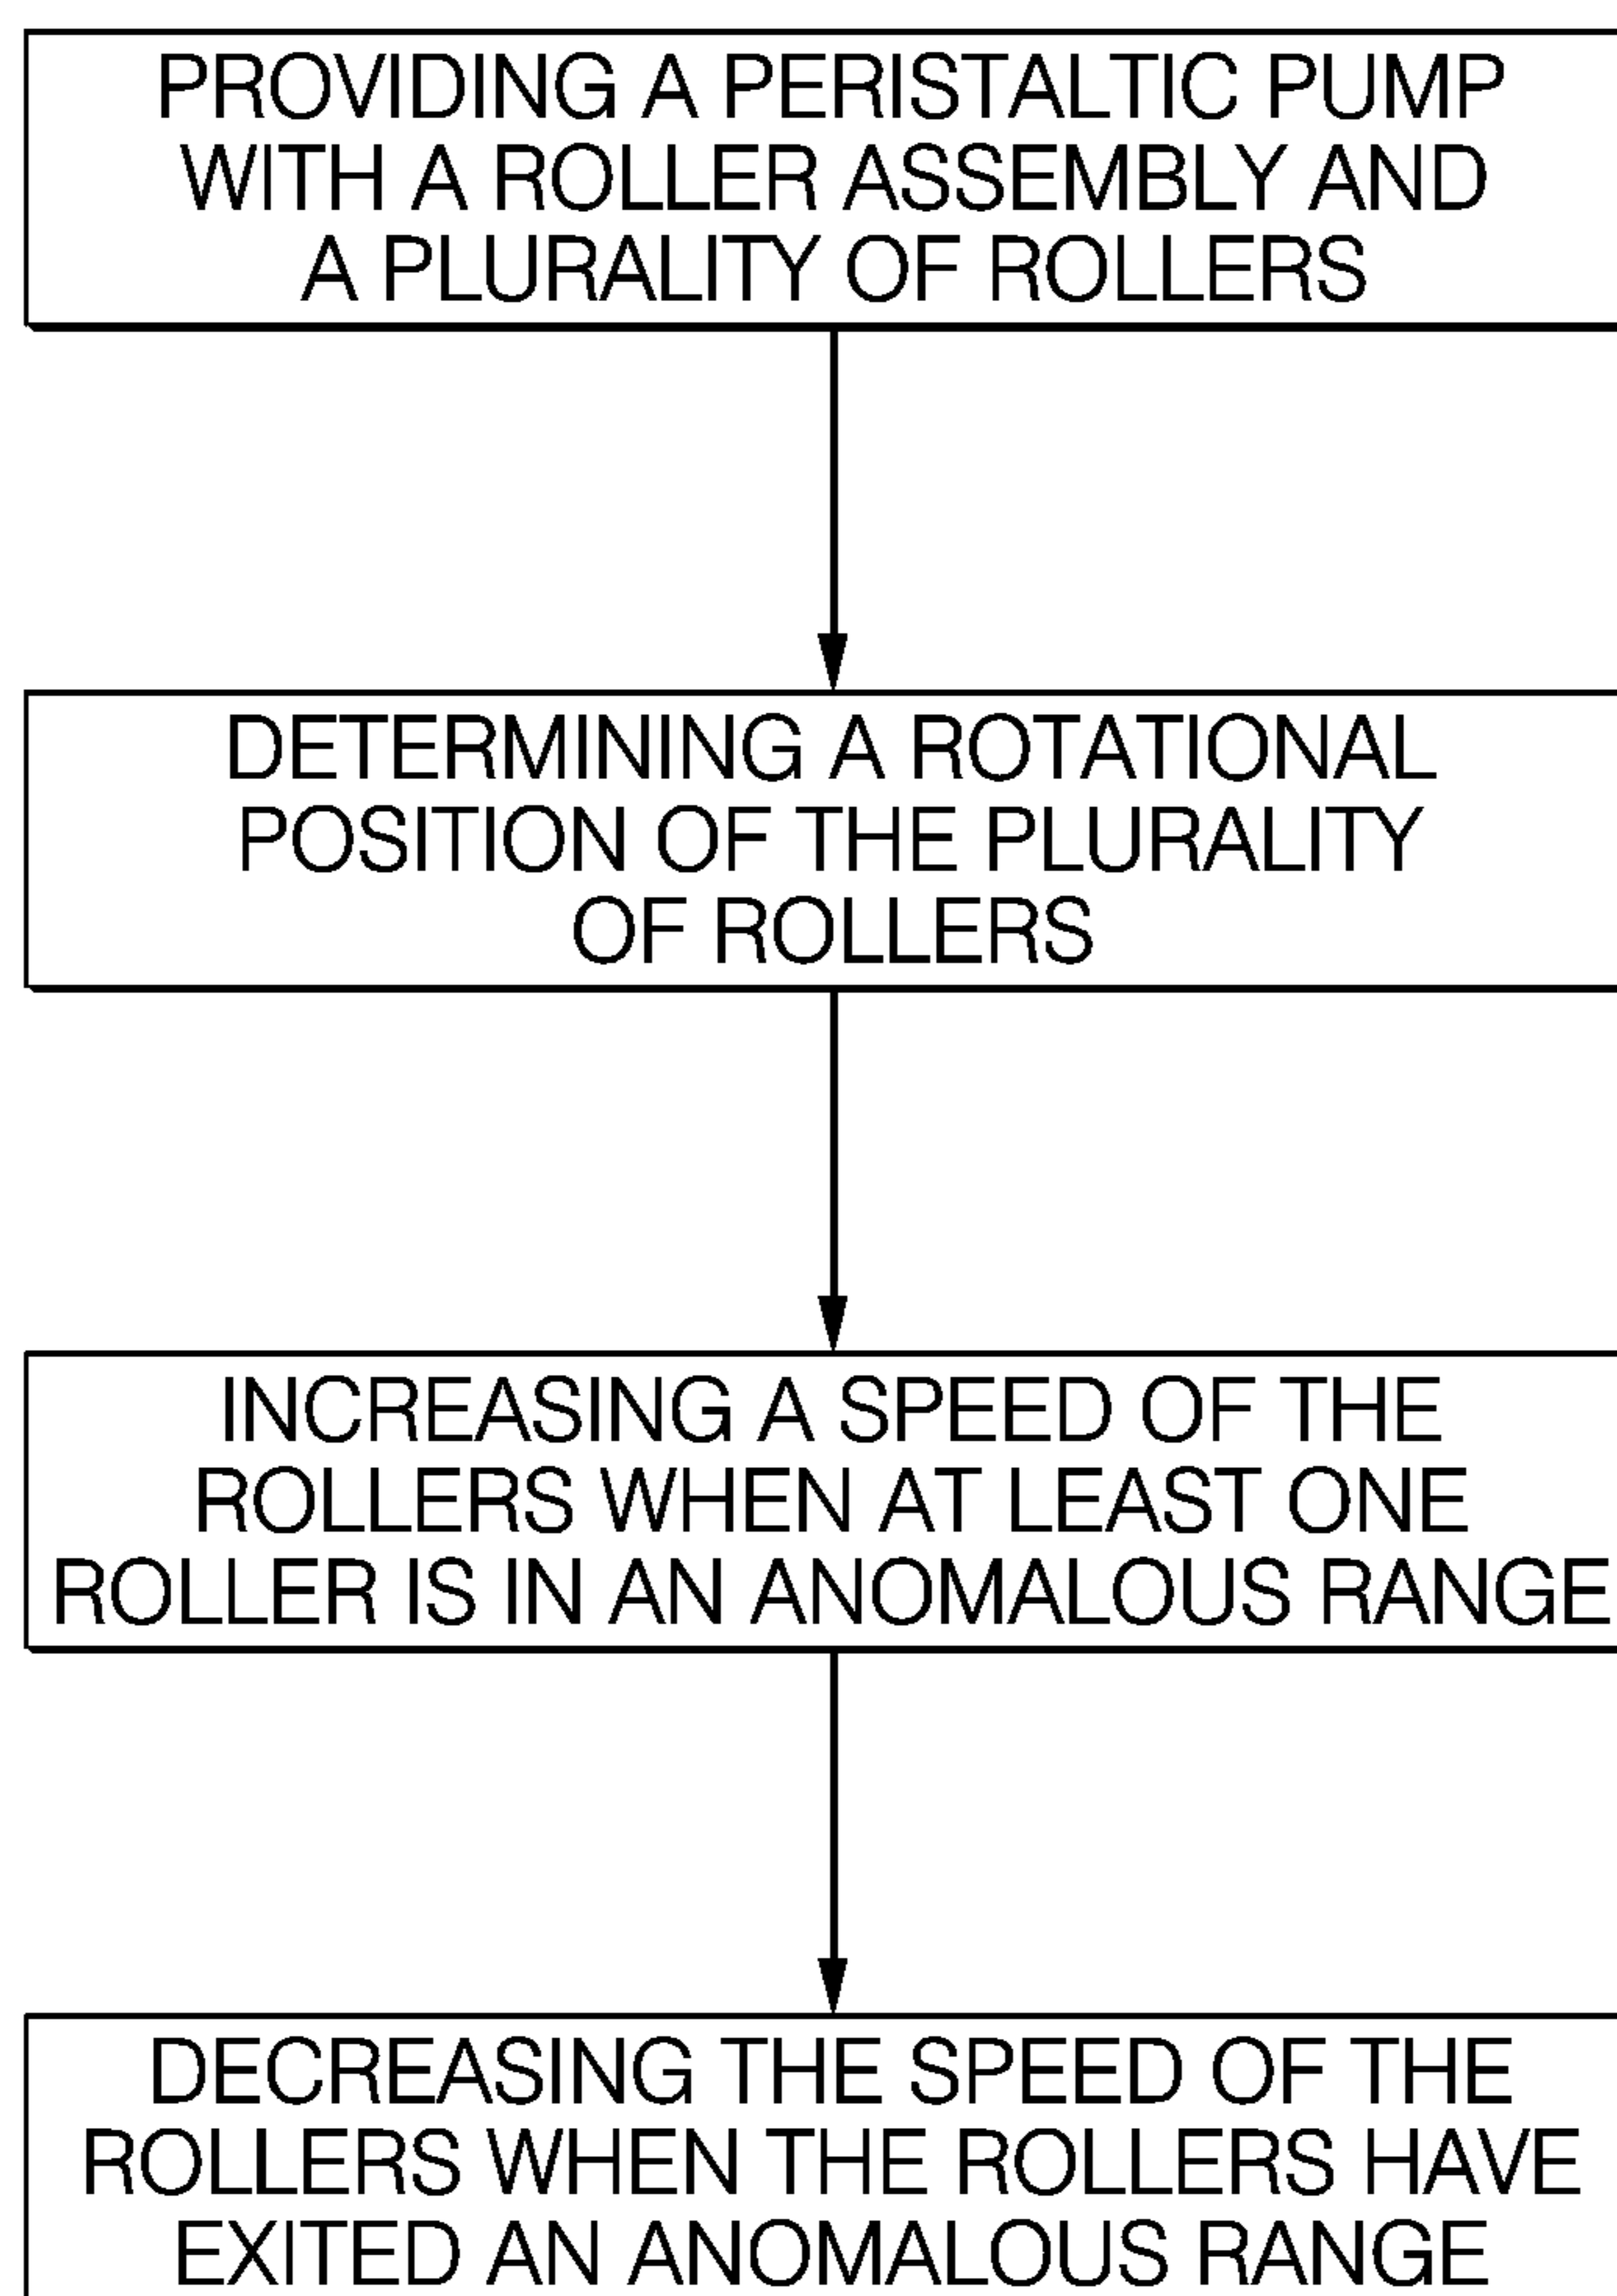 PROVIDING A PERISTALTIC PUMP
WITH A ROLLER ASSEMBLY AND
A PLURALITY OF ROLLERS
DETERMINING A ROTATIONAL
POSITION OF THE PLURALITY
OF ROLLERS
INCREASING A SPEED OF THE
ROLLERS WHEN AT LEAST ONE
ROLLER IS IN AN ANOMALOUS RANGE
DECREASING THE SPEED OF THE
ROLLERS WHEN THE ROLLERS HAVE
EXITED AN ANOMALOUS RANGE